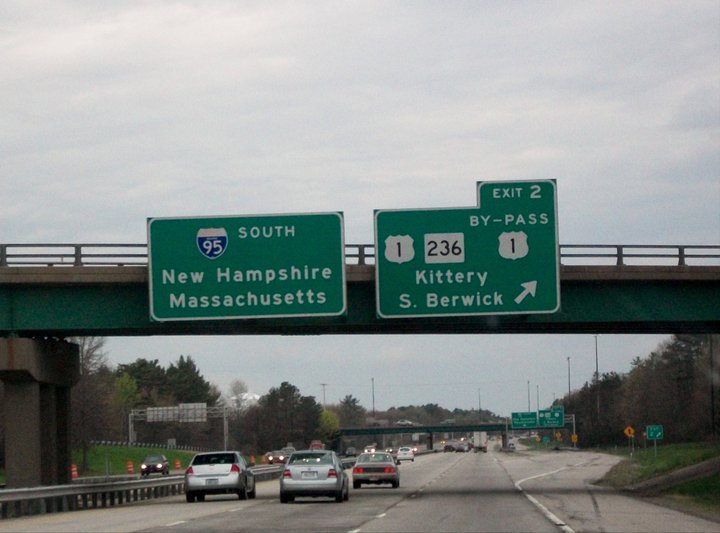 95 SOUTH
New Hampshire
Massachusetts
EXIT 2
BY-PASS
1 236 1
Kittery
S. Berwick